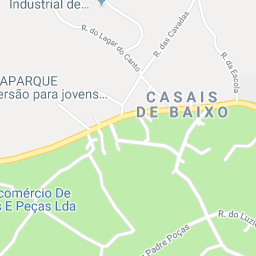 Industrial de...
R. do Lagar do Canto
R. das Cavadas
R. da Escola
APARQUE
ersão para jovens...
CASAIS
DE BAIXO
comércio De
s E Peças Lda
R. do Luzio
Padre Poças